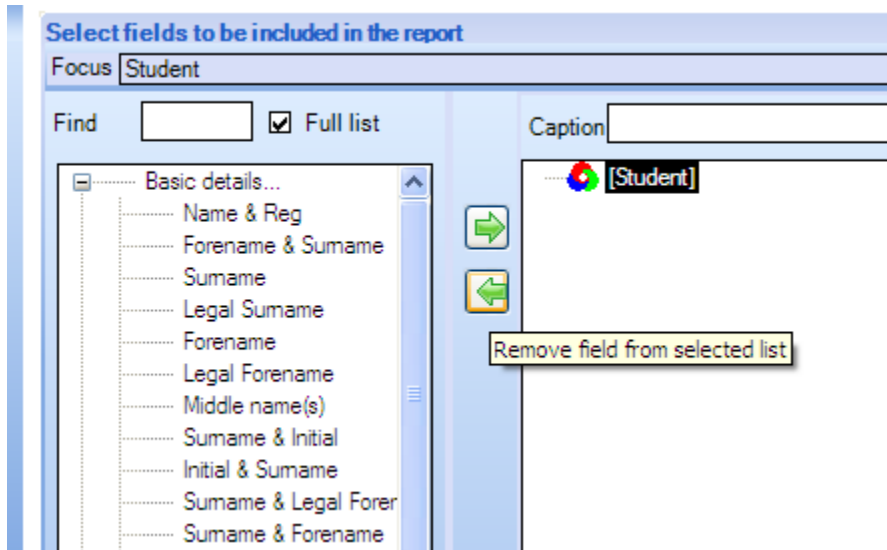 Select fields to be included in the report
Focus Student
Find Full list
Caption
Basic details...
Name & Reg
Forename & Surname
Surname
Legal Surname
Forename
Legal Forename
Middle name(s)
Surname & Initial
Initial & Surname
Surname & Legal Forer
Surname & Forename
[Student]
Remove field from selected list